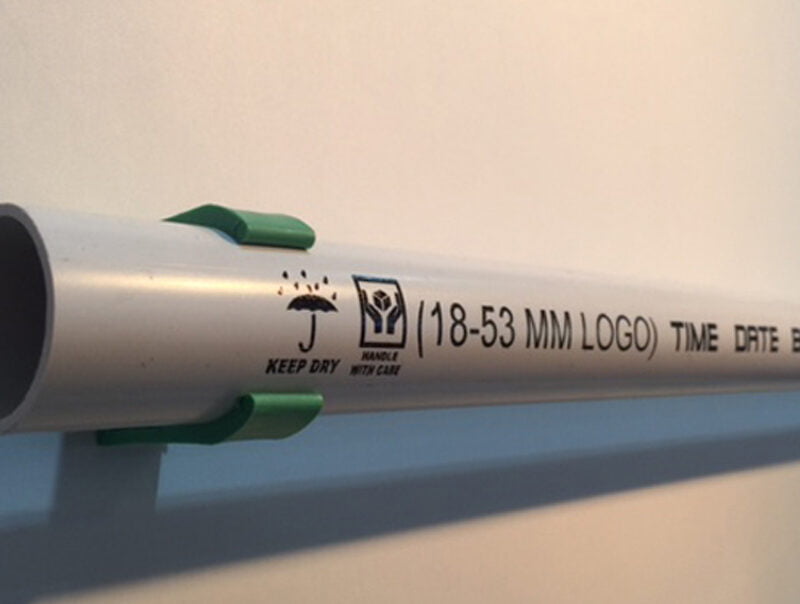 KEEP DRY
HANDLE
WITH CARE
(18-53 MM LOGO) TIME DATE